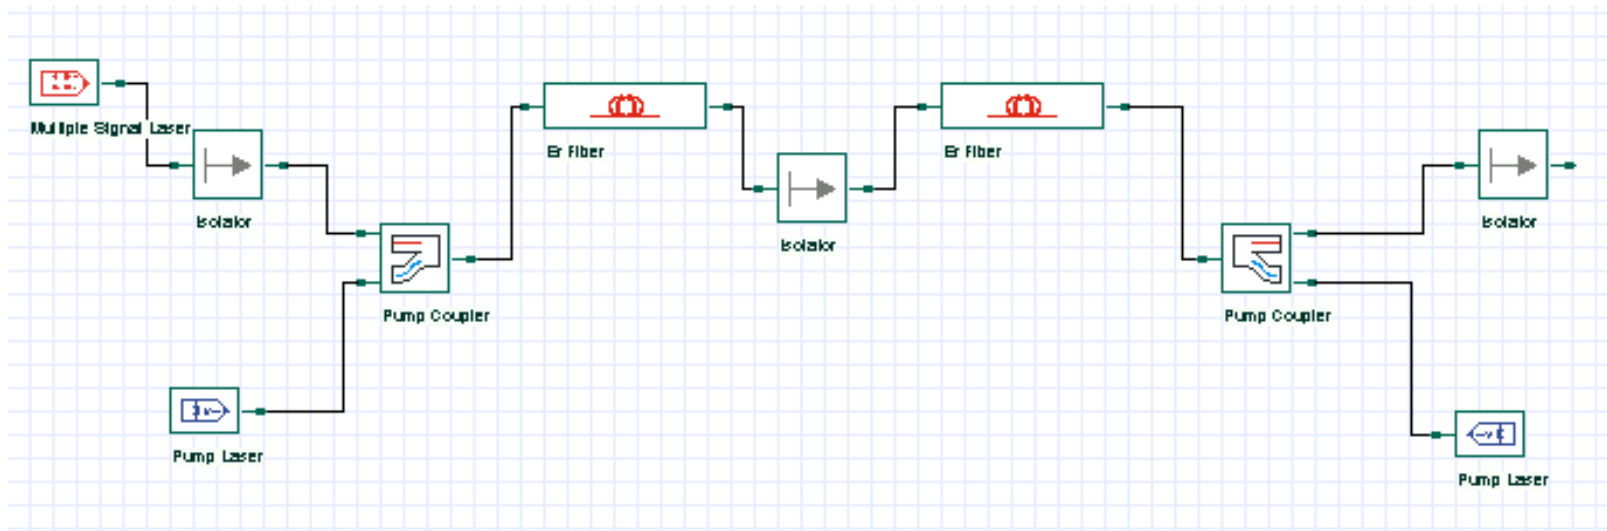 Multiple Signal Laser
Isolator
Pump Coupler
Pump Laser
Er Fiber
Isolator
Er Fiber
Pump Coupler
Isolator
Pump Laser